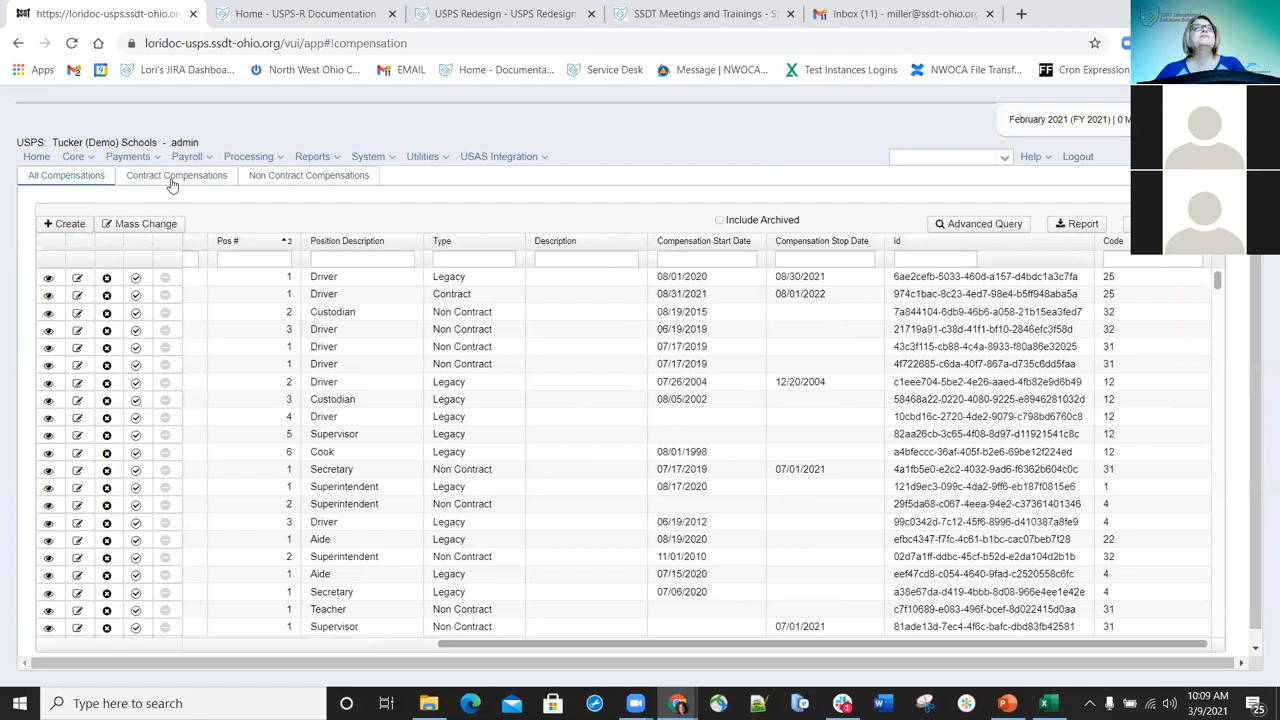 https://loridoc-usps.ssdt-ohio.or
Home - USPS-R Documentation
USPS Redesign - USPS Redesign
SSDT Meetings and Trainings - S
Inbox (11) - miller@ssdt-ohio.org
loridoc-usps.ssdt-ohio.org/vui/app#!compensation
Apps
Lori's JIRA Dashboa...
North West Ohio C...
EMAIL
Home - Documenta...
Service Desk
Message | NWOCA...
Test Instances Logins
NWOCA File Transf...
FF Cron Expression
February 2021 (FY 2021) | 0 M
USPS: Tucker (Demo) Schools - admin
Home Core Payments Payroll Processing Reports System Utilities USAS Integration Help Logout
All Compensations Contract Compensations Non Contract Compensations
Include Archived
Create Mass Change Advanced Query Report
Pos # 2 Position Description Type Description Compensation Start Date Compensation Stop Date Id Code
1 Driver Legacy 08/01/2020 08/30/2021 6ae2cefb-5033-460d-a157-d4bdc1a3c7fa 25
1 Driver Contract 08/31/2021 08/01/2022 974c1bac-8c23-4ed7-98e4-b5ff948aba5a 25
2 Custodian Non Contract 08/19/2015 7a844104-6db9-46b6-a058-21b15ea3fed7 32
3 Driver Non Contract 06/19/2019 21719a91-c38d-41f1-bf10-2846efc3f58d 32
1 Driver Non Contract 07/17/2019 43c3f115-cb88-4c4a-8933-f80a86e32025 31
1 Driver Non Contract 07/17/2019 4f722685-c6da-40f7-867a-d735c6dd5faa 31
2 Driver Legacy 07/26/2004 12/20/2004 c1eee704-5be2-4e26-aaed-4fb82e9d6b49 12
3 Custodian Legacy 08/05/2002 58468a22-0220-4080-9225-e8946281032d 12
4 Driver Legacy 10cbd16c-2720-4de2-9079-c798bd6760c8 12
5 Supervisor Legacy 82aa26cb-3c65-4f08-8d97-d11921541c8c 12
6 Cook Legacy 08/01/1998 a4bfeccc-36af-405f-b2e6-69be12f224ed 12
1 Secretary Non Contract 07/17/2019 07/01/2021 4a1fb5e0-e2c2-4032-9ad6-f6362b604c0c 31
1 Superintendent Legacy 08/17/2020 121d9ec3-099c-4da2-9ff6-eb187f0815e6 1
2 Superintendent Non Contract 29f5da68-c067-4eea-94e2-c37361401346 4
3 Driver Legacy 06/19/2012 99c0342d-7c12-45f6-8996-d410387a8fe9 4
1 Aide Legacy 08/19/2020 efbc4347-f7fc-4c61-b1bc-cac07beb7f28 22
2 Superintendent Non Contract 11/01/2010 02d7a1ff-ddbc-45cf-b52d-e2da104d2b1b 32
1 Aide Legacy 07/15/2020 eef47cd8-c054-4640-9fad-c2520558c6fc 4
1 Secretary Legacy 07/06/2020 a38e67da-d419-4bbb-8d08-966e4ee1e42e 4
1 Teacher Non Contract c7f10689-e083-496f-bcef-8d022415d0aa 31
1 Supervisor Non Contract 07/01/2021 81ade13d-7ec4-4f6c-bafc-dbd83fb42581 31
Type here to search
10:09 AM
3/9/2021
25